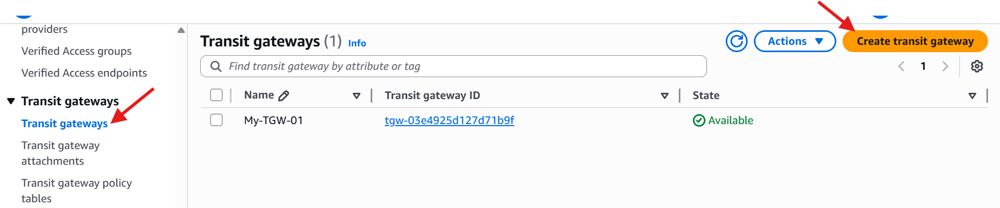 providers
Verified Access groups
Verified Access endpoints
Transit gateways
Transit gateways
Transit gateway
attachments
Transit gateway policy
tables
Transit gateways (1) Info
Actions
Create transit gateway
Find transit gateway by attribute or tag
1
Name Transit gateway ID State
My-TGW-01 tgw-03e4925d127d71b9f Available